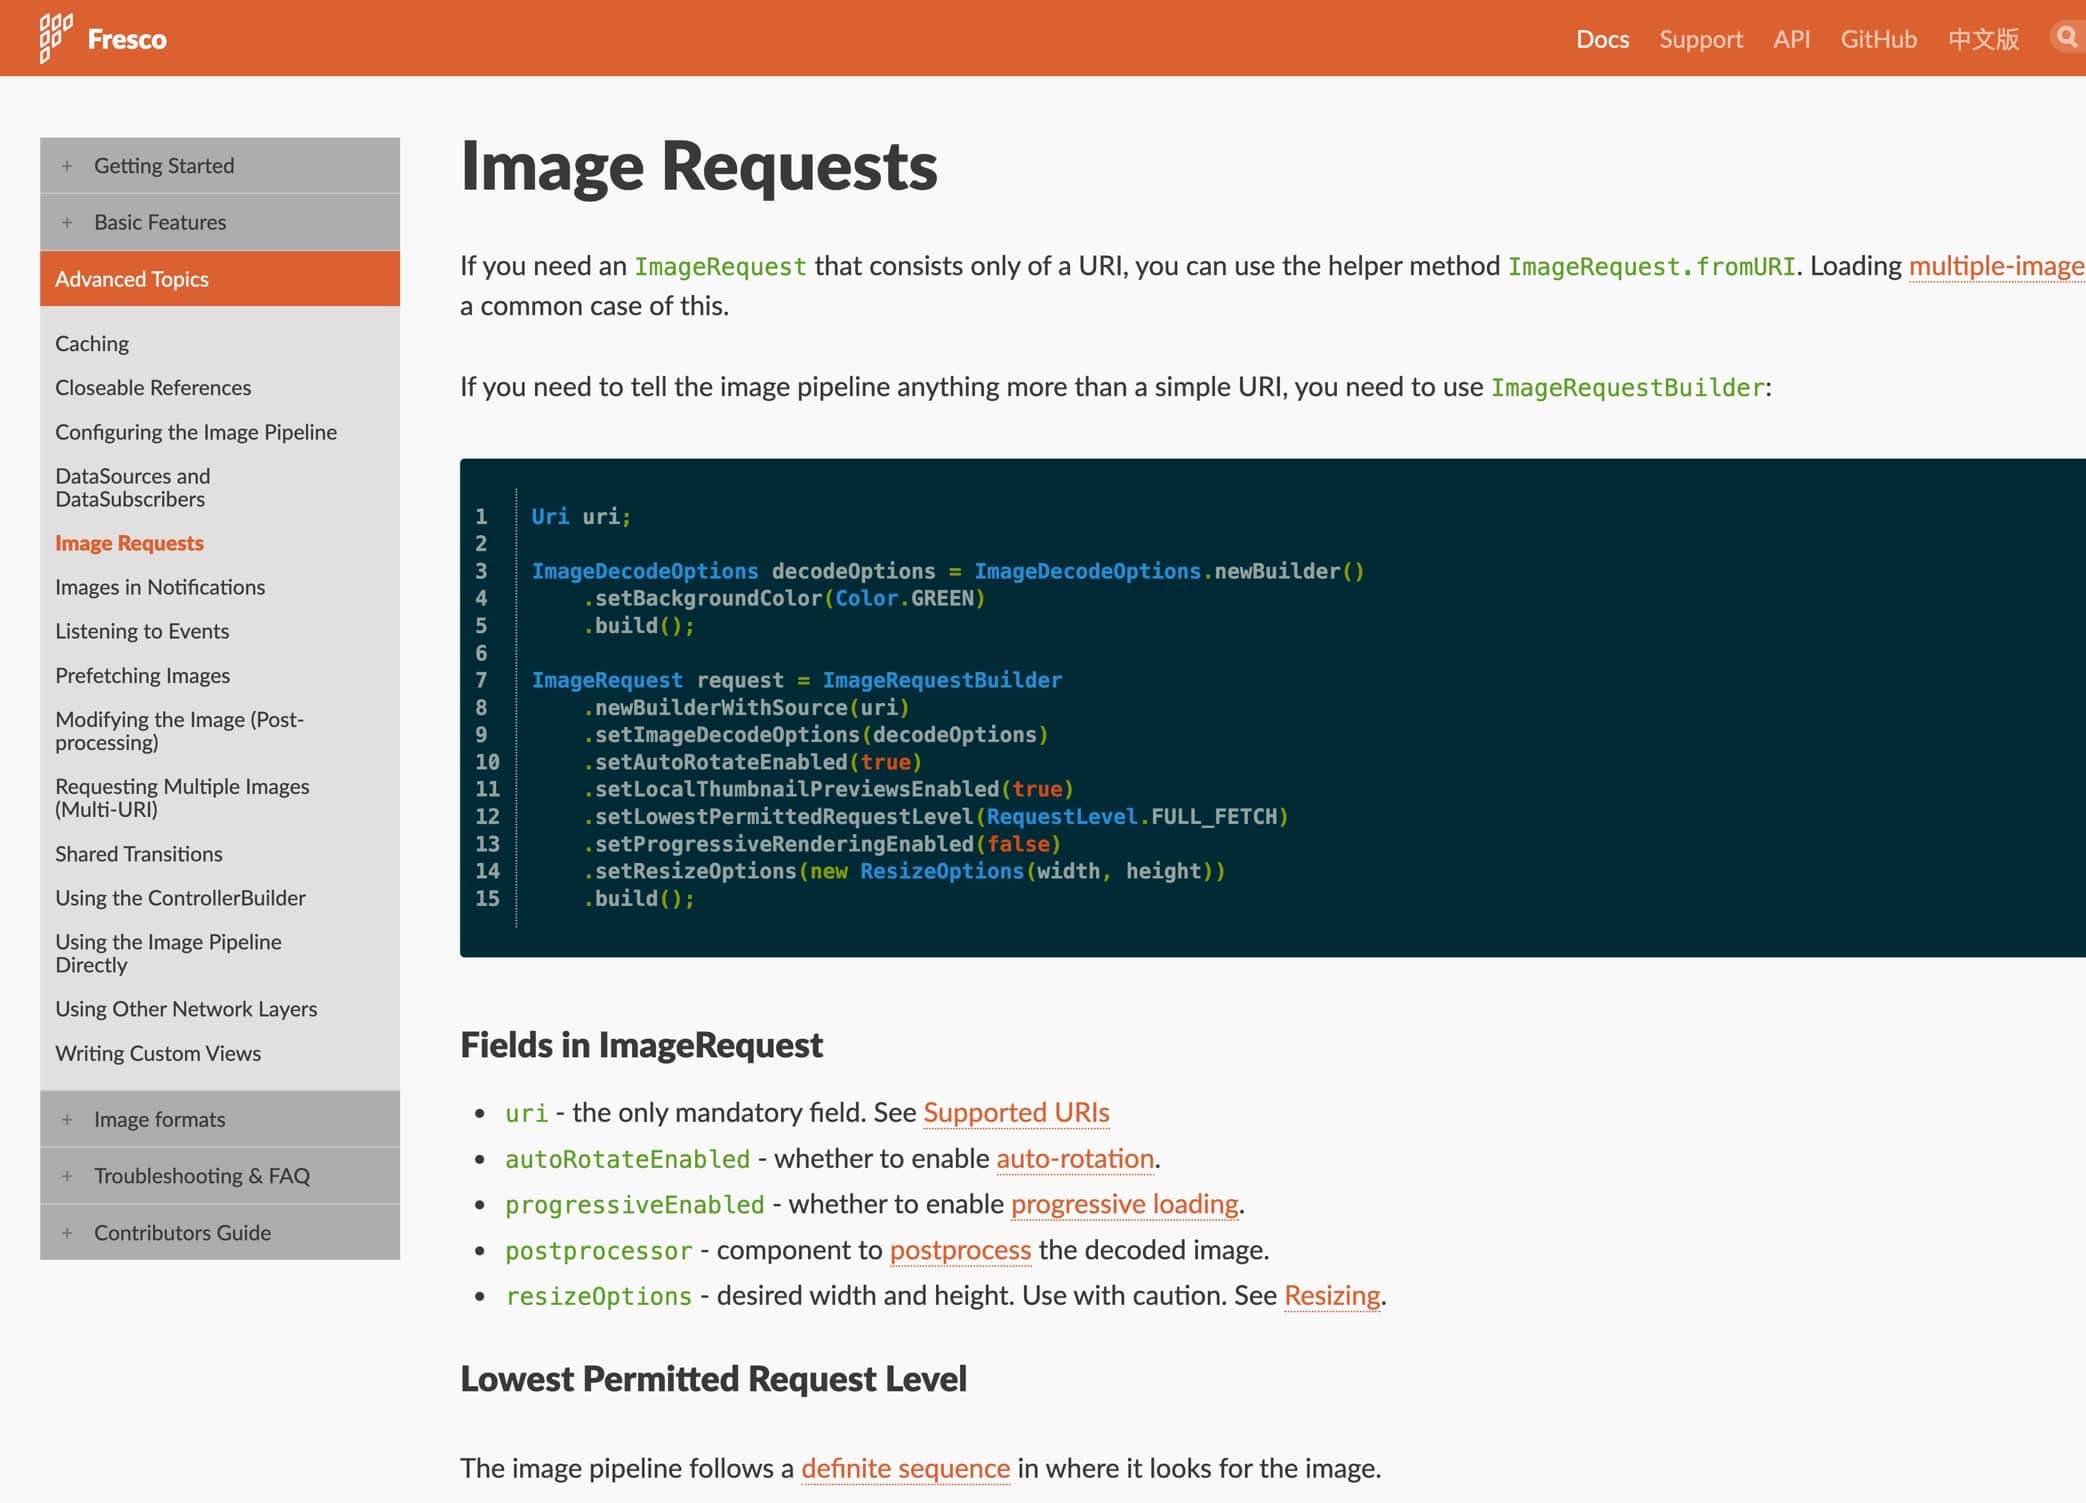 Fresco
Docs Support API GitHub 中文版
+ Getting Started
+ Basic Features
Advanced Topics
Caching
Closeable References
Configuring the Image Pipeline
DataSources and
DataSubscribers
Image Requests
Images in Notifications
Listening to Events
Prefetching Images
Modifying the Image (Post-
processing)
Requesting Multiple Images
(Multi-URI)
Shared Transitions
Using the ControllerBuilder
Using the Image Pipeline
Directly
Using Other Network Layers
Writing Custom Views
+ Image formats
+ Troubleshooting & FAQ
+ Contributors Guide
Image Requests
If you need an ImageRequest that consists only of a URI, you can use the helper method ImageRequest.fromURI. Loading multiple-image
a common case of this.
If you need to tell the image pipeline anything more than a simple URI, you need to use ImageRequestBuilder:
1 Uri uri;
2
3 ImageDecodeOptions decodeOptions = ImageDecodeOptions.newBuilder()
4 .setBackgroundColor(Color.GREEN)
5 .build();
6
7 ImageRequest request = ImageRequestBuilder
8 .newBuilderWithSource(uri)
9 .setImageDecodeOptions(decodeOptions)
10 .setAutoRotateEnabled(true)
11 .setLocalThumbnailPreviewsEnabled(true)
12 .setLowestPermittedRequestLevel(RequestLevel.FULL_FETCH)
13 .setProgressiveRenderingEnabled(false)
14 .setResizeOptions(new ResizeOptions(width, height))
15 .build();
Fields in ImageRequest
• uri - the only mandatory field. See Supported URIs
• autoRotateEnabled - whether to enable auto-rotation.
• progressiveEnabled - whether to enable progressive loading.
• postprocessor - component to postprocess the decoded image.
• resizeOptions - desired width and height. Use with caution. See Resizing.
Lowest Permitted Request Level
The image pipeline follows a definite sequence in where it looks for the image.